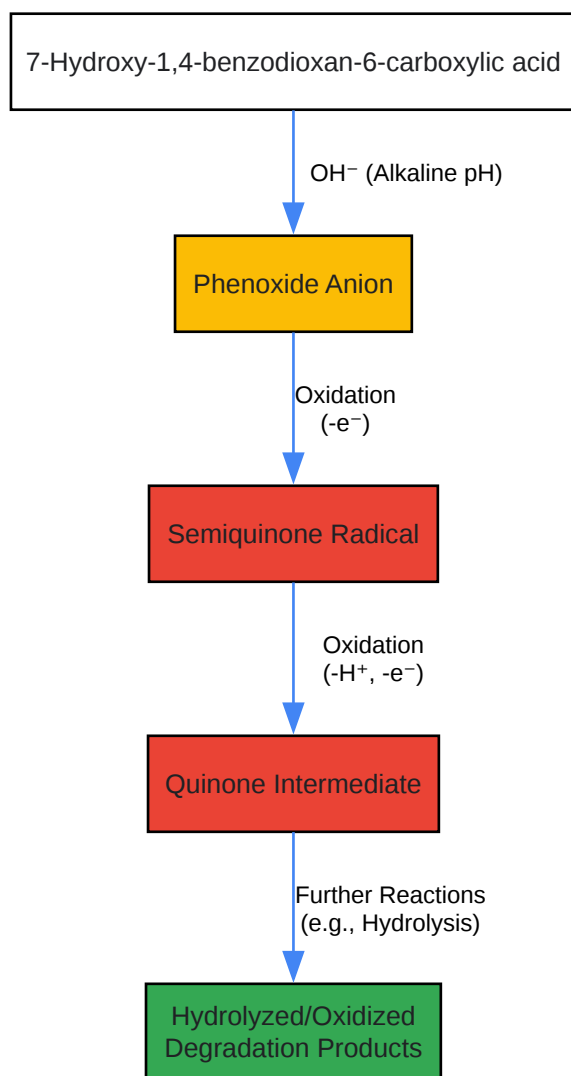 7-Hydroxy-1,4-benzodioxan-6-carboxylic acid
OH⁻ (Alkaline pH)
Phenoxide Anion
Oxidation
(-e⁻)
Semiquinone Radical
Oxidation
(-H⁺, -e⁻)
Quinone Intermediate
Further Reactions
(e.g., Hydrolysis)
Hydrolyzed/Oxidized
Degradation Products